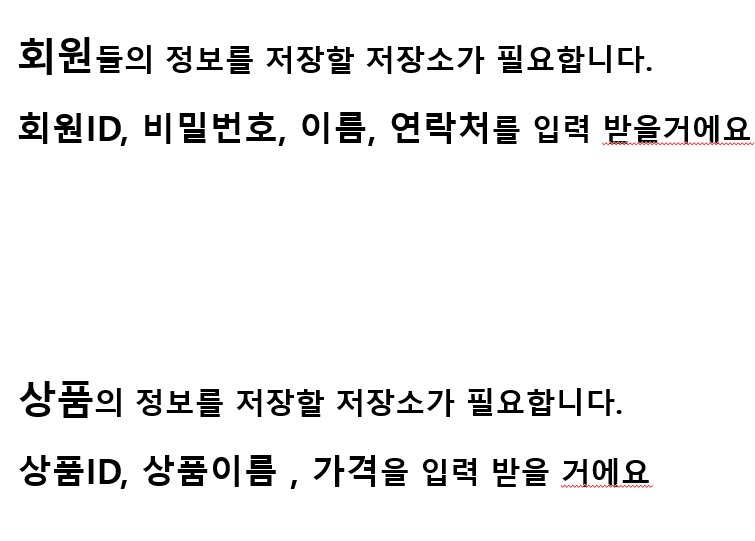 회원들의 정보를 저장할 저장소가 필요합니다.
회원ID, 비밀번호, 이름, 연락처를 입력 받을거에요
상품의 정보를 저장할 저장소가 필요합니다.
상품ID, 상품이름 , 가격을 입력 받을 거에요